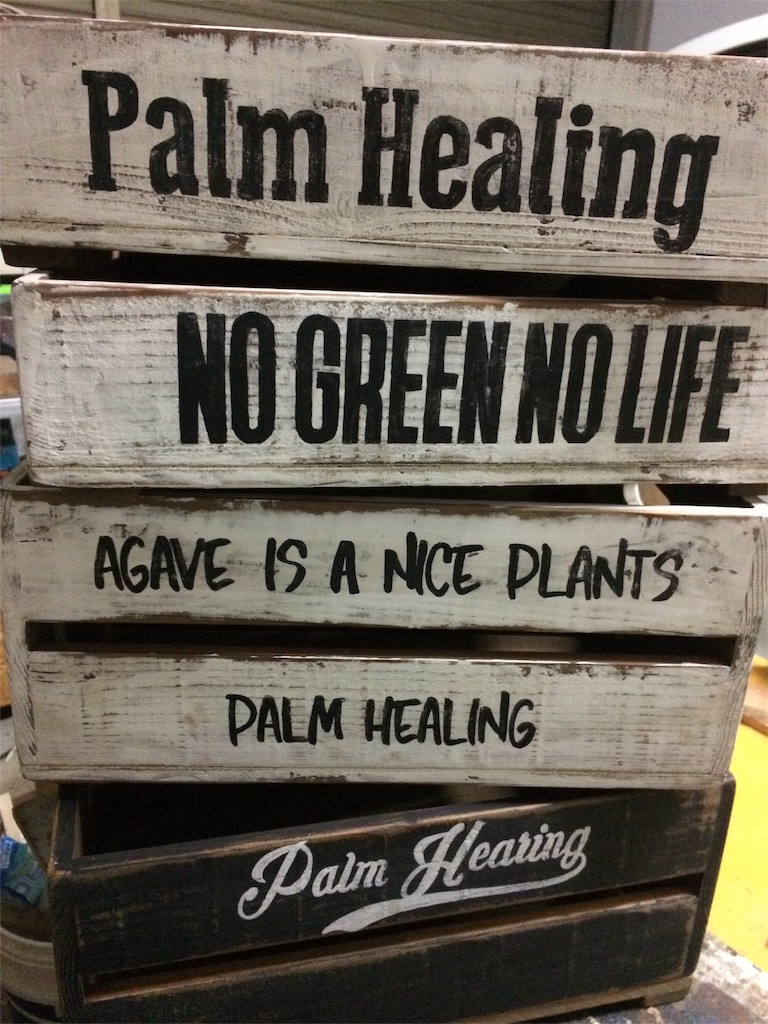 Palm Healing
NO GREEN NO LIFE
AGAVE IS A NICE PLANTS
PALM HEALING
Palm Hearing